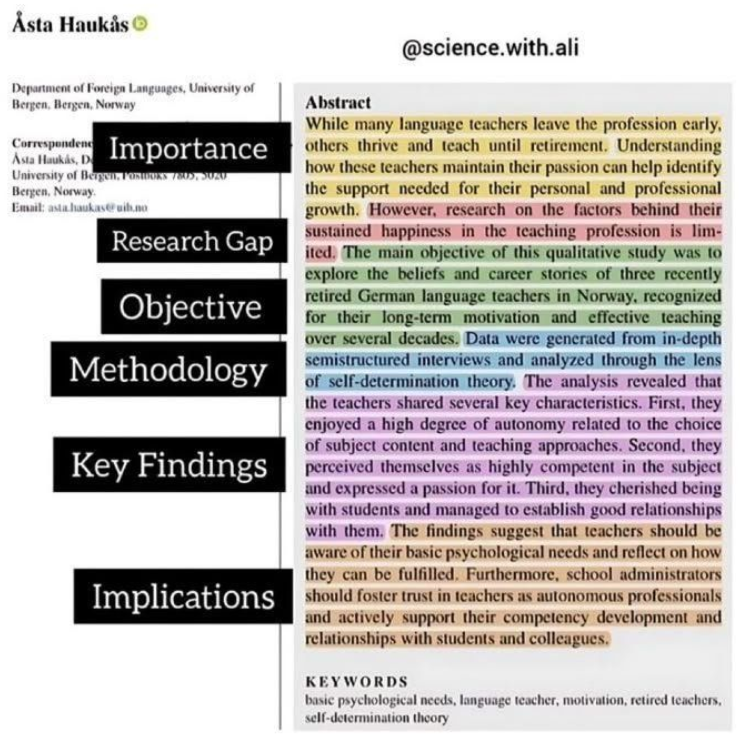 Åsta Haukås
@science.with.ali
Department of Foreign Languages, University of
Bergen, Bergen, Norway
Correspondenc
Åsta Haukås, D
University of Bergen, Postboks 7805, 5020
Bergen, Norway.
Email: asta.haukas@uib.no
Importance
Research Gap
Objective
Methodology
Key Findings
Implications
Abstract
While many language teachers leave the profession early,
others thrive and teach until retirement. Understanding
how these teachers maintain their passion can help identify
the support needed for their personal and professional
growth. However, research on the factors behind their
sustained happiness in the teaching profession is lim-
ited. The main objective of this qualitative study was to
explore the beliefs and career stories of three recently
retired German language teachers in Norway, recognized
for their long-term motivation and effective teaching
over several decades. Data were generated from in-depth
semistructured interviews and analyzed through the lens
of self-determination theory. The analysis revealed that
the teachers shared several key characteristics. First, they
enjoyed a high degree of autonomy related to the choice
of subject content and teaching approaches. Second, they
perceived themselves as highly competent in the subject
and expressed a passion for it. Third, they cherished being
with students and managed to establish good relationships
with them. The findings suggest that teachers should be
aware of their basic psychological needs and reflect on how
they can be fulfilled. Furthermore, school administrators
should foster trust in teachers as autonomous professionals
and actively support their competency development and
relationships with students and colleagues.
KEYWORDS
basic psychological needs, language teacher, motivation, retired teachers,
self-determination theory